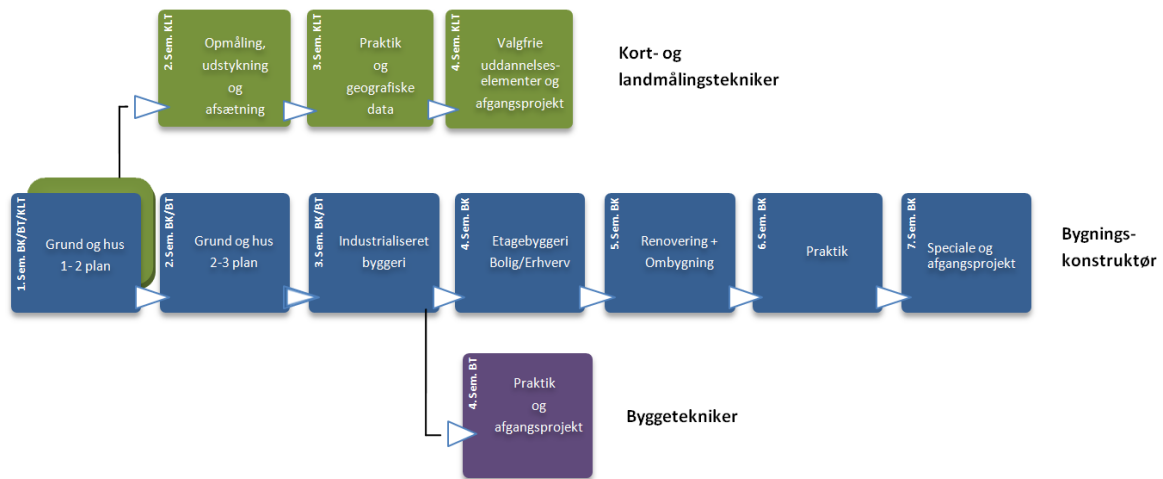 2. Sem. KLT
Opmåling,
udstykning
og
afsætning
3. Sem. KLT
Praktik
og
geografiske
data
4. Sem. KLT
Valgfrie
uddannelses-
elementer og
afgangsprojekt
Kort- og
landmålingstekniker
1. Sem. BK/BT/KLT
Grund og hus
1- 2 plan
2. Sem. BK/BT
Grund og hus
2-3 plan
3. Sem. BK/BT
Industrialiseret
byggeri
4. Sem. BK
Etagebyggeri
Bolig/Erhverv
5. Sem. BK
Renovering +
Ombygning
6. Sem. BK
Praktik
7. Sem. BK
Speciale og
afgangsprojekt
Bygnings-
konstruktør
4. Sem. BT
Praktik
og
afgangsprojekt
Byggetekniker